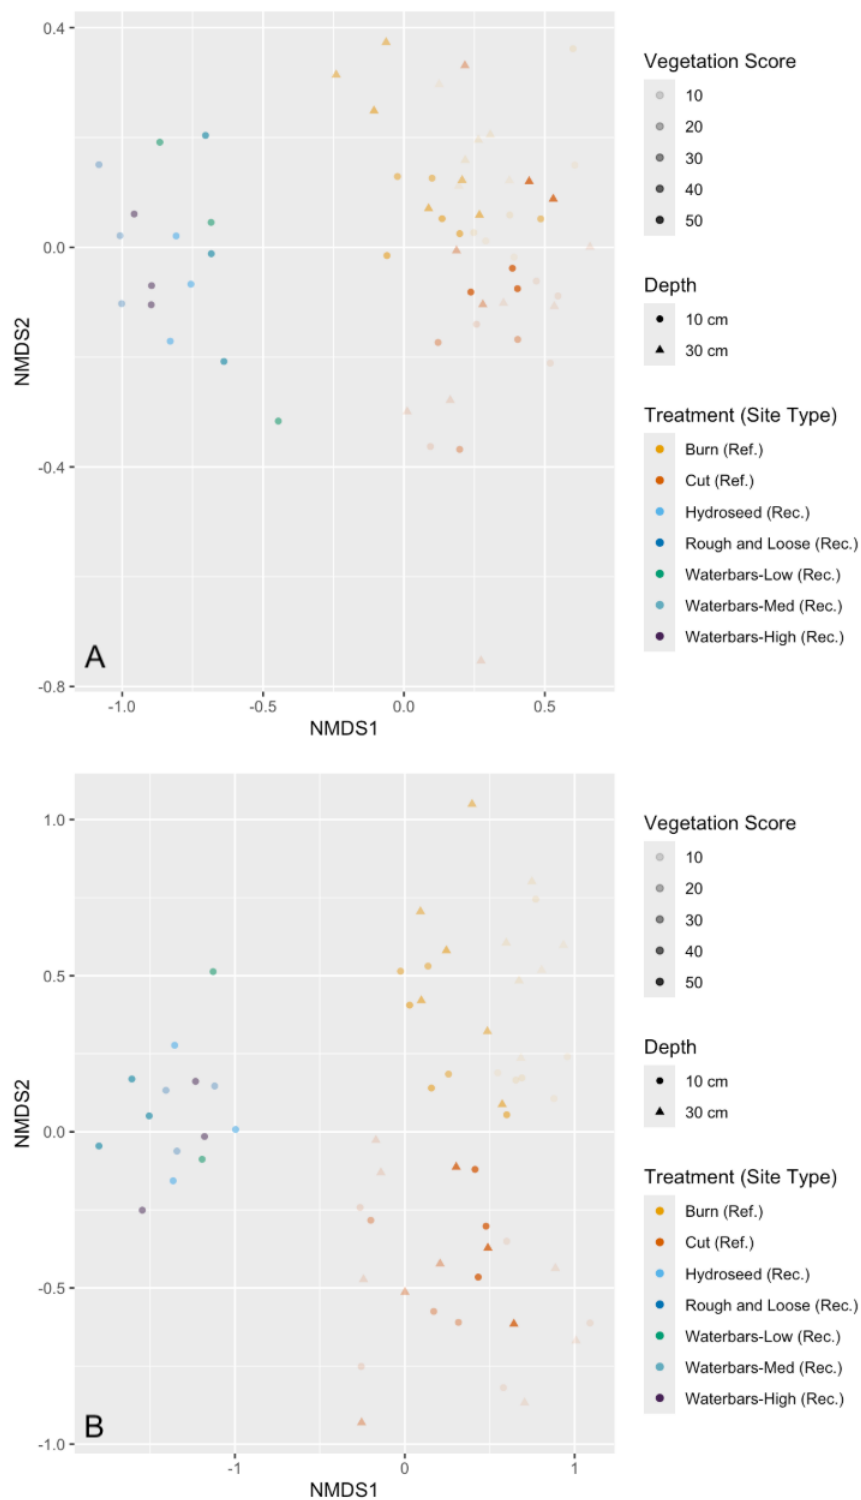 0.4
0.0
-0.4
-0.8
NMDS2
A
-1.0
-0.5
0.0
0.5
NMDS1
Vegetation Score
10
20
30
40
50
Depth
10 cm
30 cm
Treatment (Site Type)
Burn (Ref.)
Cut (Ref.)
Hydroseed (Rec.)
Rough and Loose (Rec.)
Waterbars-Low (Rec.)
Waterbars-Med (Rec.)
Waterbars-High (Rec.)
1.0
0.5
0.0
-0.5
-1.0
NMDS2
B
-1
0
1
NMDS1
Vegetation Score
10
20
30
40
50
Depth
10 cm
30 cm
Treatment (Site Type)
Burn (Ref.)
Cut (Ref.)
Hydroseed (Rec.)
Rough and Loose (Rec.)
Waterbars-Low (Rec.)
Waterbars-Med (Rec.)
Waterbars-High (Rec.)